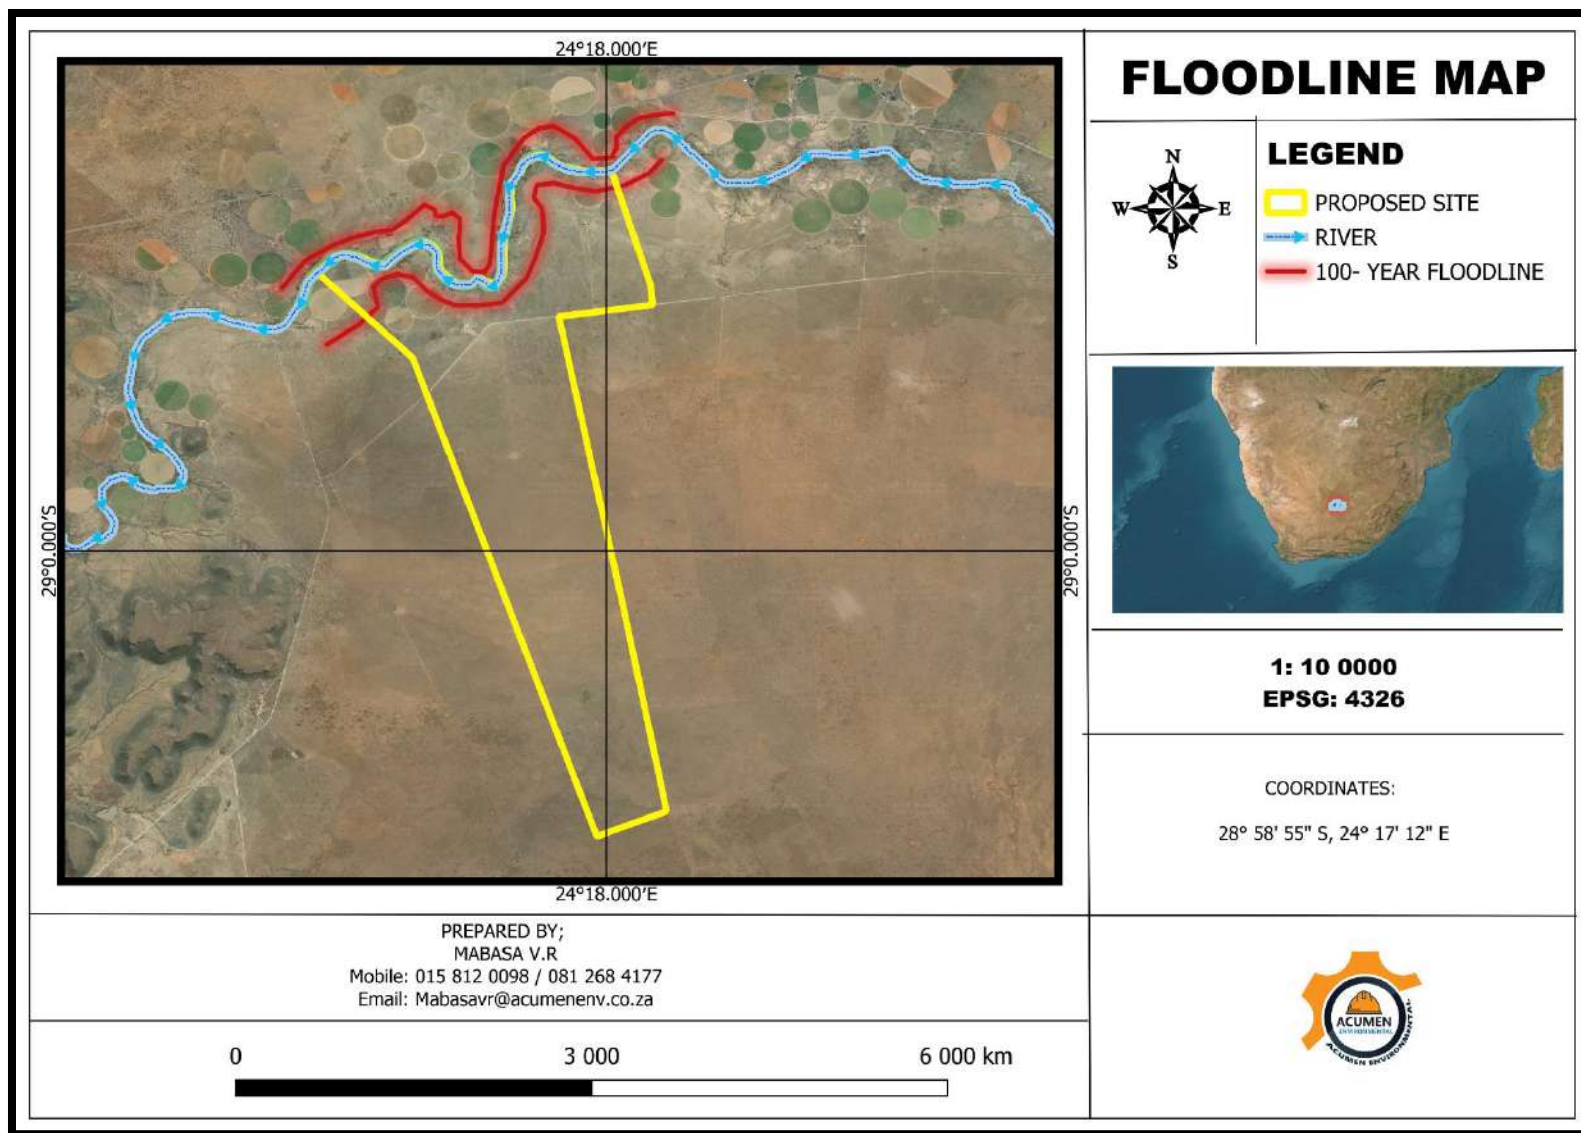 24°18.000'E
29°0.000'S
29°0.000'S
24°18.000'E
FLOODLINE MAP
N
W
E
S
LEGEND
PROPOSED SITE
RIVER
100- YEAR FLOODLINE
1: 10 0000
EPSG: 4326
COORDINATES:
28° 58' 55" S, 24° 17' 12" E
PREPARED BY;
MABASA V.R
Mobile: 015 812 0098 / 081 268 4177
Email: Mabasavr@acumenenv.co.za
0 3 000 6 000 km
ACUMEN
ENVIRONMENTAL
ACUMEN ENVIRONMENTAL